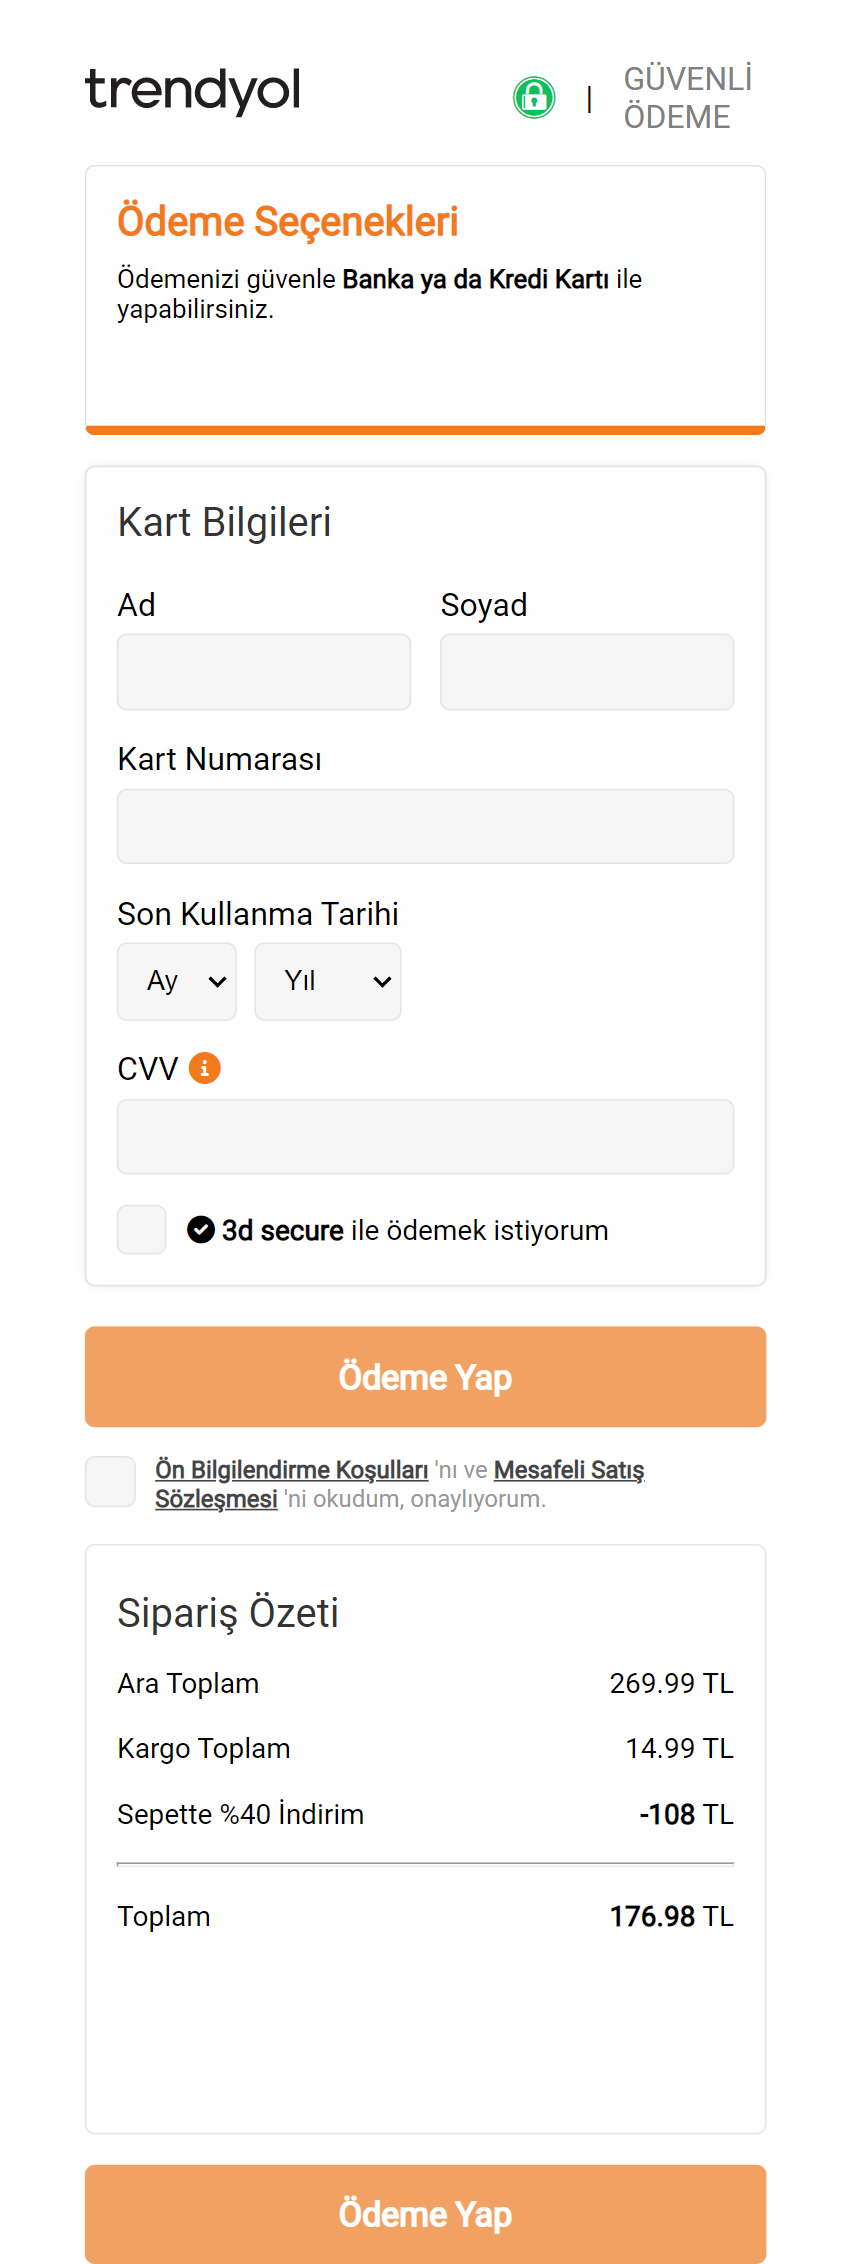 trendyol
| GÜVENLİ
ÖDEME
Ödeme Seçenekleri
Ödemenizi güvenle Banka ya da Kredi Kartı ile
yapabilirsiniz.
Kart Bilgileri
Ad Soyad
Kart Numarası
Son Kullanma Tarihi
Ay Yıl
CVV
3d secure ile ödemek istiyorum
Ödeme Yap
Ön Bilgilendirme Koşulları 'nı ve Mesafeli Satış
Sözleşmesi 'ni okudum, onaylıyorum.
Sipariş Özeti
Ara Toplam 269.99 TL
Kargo Toplam 14.99 TL
Sepette %40 İndirim -108 TL
Toplam 176.98 TL
Ödeme Yap